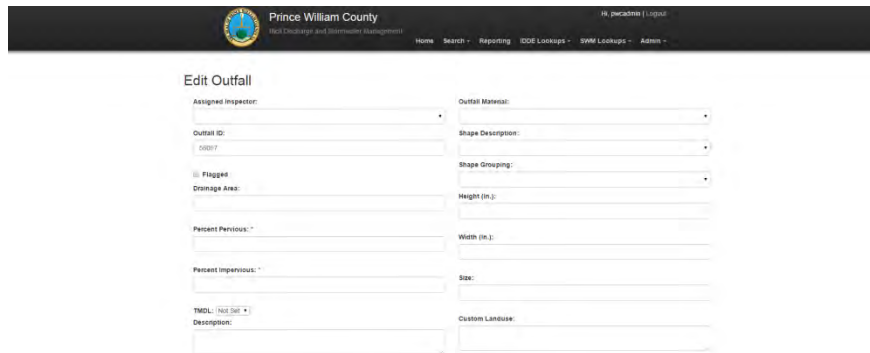 Prince William County
Illicit Discharge and Stormwater Management
Hi, pwcadmin | Logout
Home Search Reporting IDDE Lookups SWM Lookups Admin
Edit Outfall
Assigned Inspector:
Outfall ID:
Flagged
Drainage Area:
Percent Pervious: *
Percent Impervious: *
TMDL: Not Set
Description:
Outfall Material:
Shape Description:
Shape Grouping:
Height (in.):
Width (in.):
Size:
Custom Landuse: